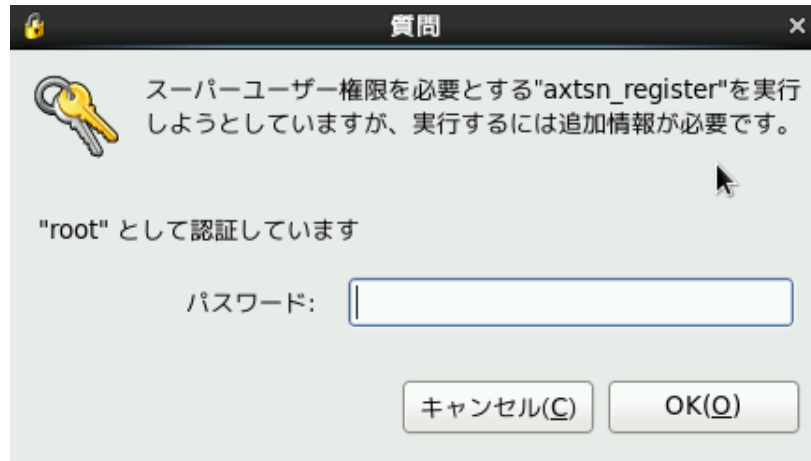 質問
スーパーユーザー権限を必要とする"axtsn_register"を実行
しようとしていますが、実行するには追加情報が必要です。
"root" として認証しています
パスワード:
キャンセル(C) OK(O)